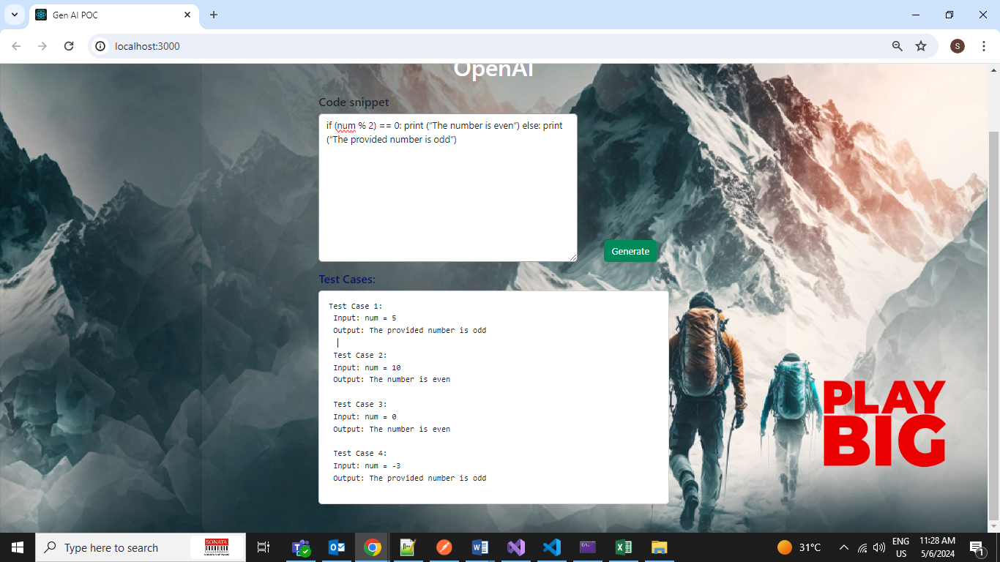 Gen AI POC
localhost:3000
S
OpenAI
Code snippet
if (num % 2) == 0: print (“The number is even”) else: print
(“The provided number is odd”)
Generate
Test Cases:
Test Case 1:
Input: num = 5
Output: The provided number is odd
Test Case 2:
Input: num = 10
Output: The number is even
Test Case 3:
Input: num = 0
Output: The number is even
Test Case 4:
Input: num = -3
Output: The provided number is odd
PLAY
BIG
Type here to search
SONATA
SONATA SOFTWARE
31°C
ENG
US
11:28 AM
5/6/2024
1